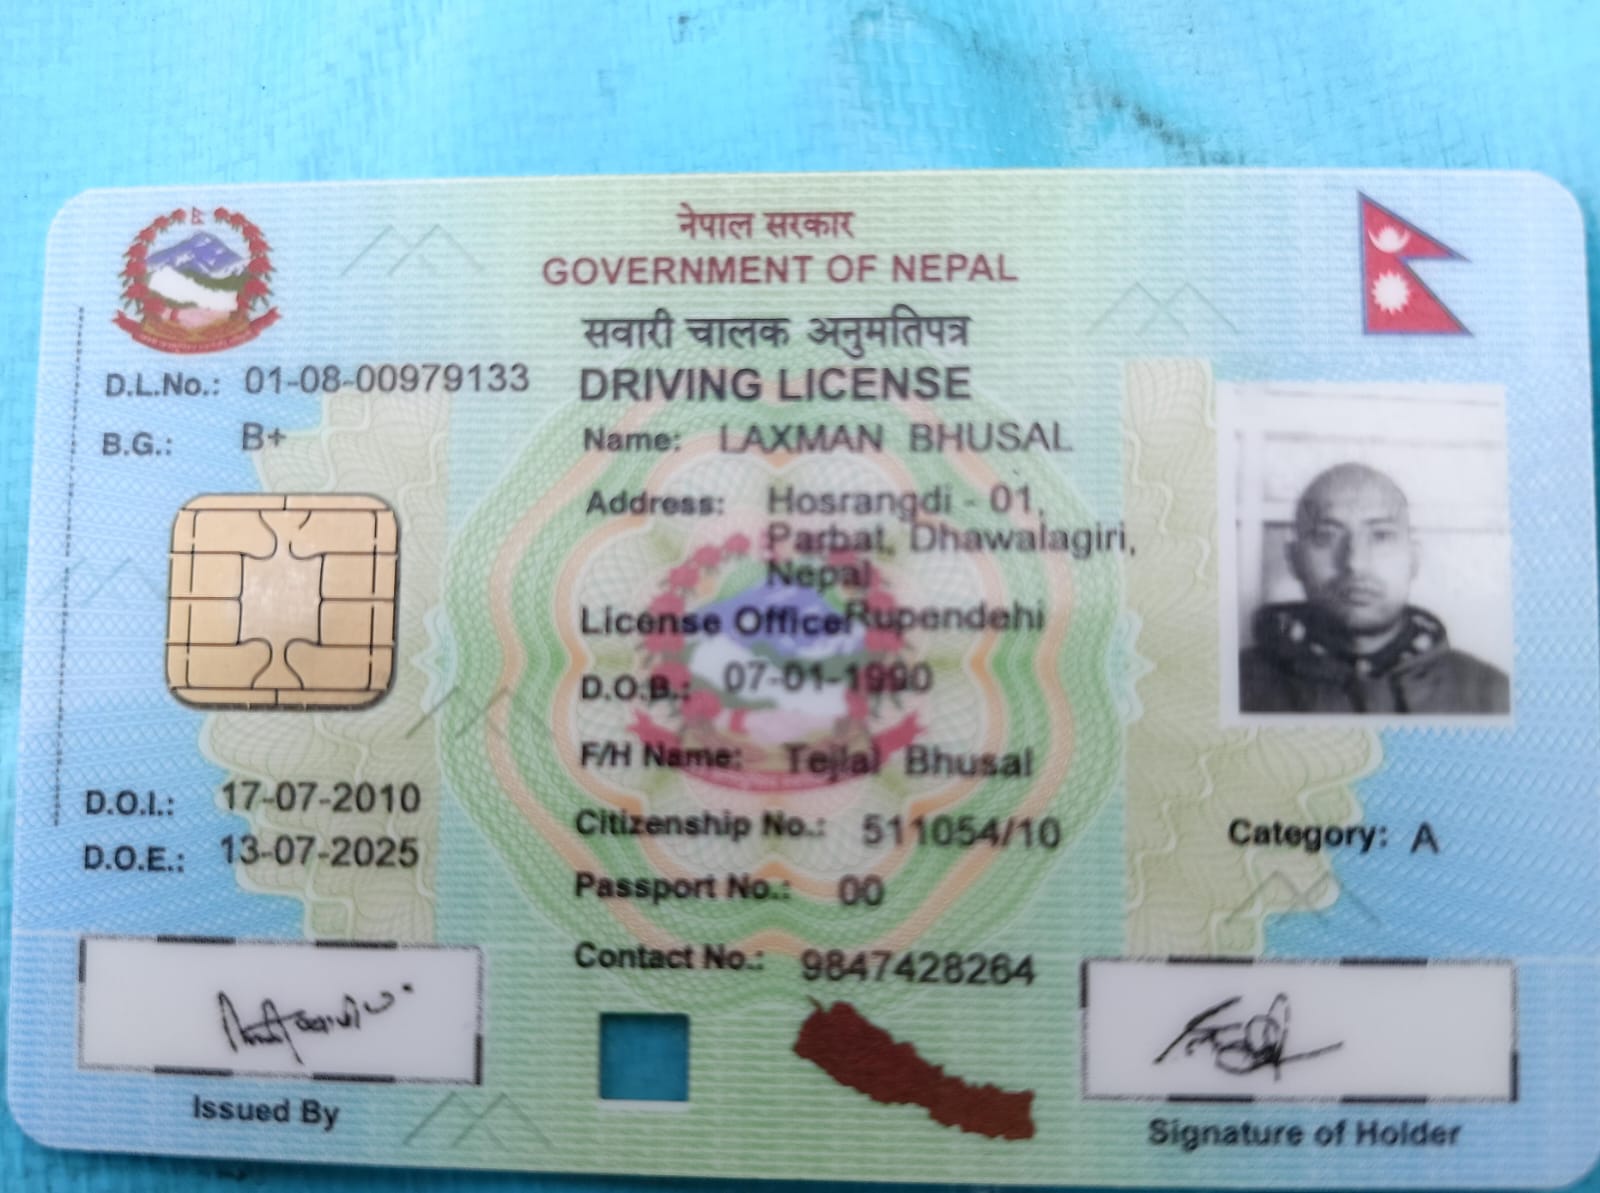 नेपाल सरकार
GOVERNMENT OF NEPAL
सवारी चालक अनुमतिपत्र
DRIVING LICENSE
D.L.No.: 01-08-00979133
B.G.: B+
Name: LAXMAN BHUSAL
Address: Hosrangdi - 01,
Parbat, Dhawalagiri,
Nepal
License Office Rupendehi
D.O.B.: 07-01-1990
F/H Name: Tejlal Bhusal
D.O.I.: 17-07-2010
D.O.E.: 13-07-2025
Citizenship No.: 511054/10
Category: A
Passport No.: 00
Contact No.: 9847428264
Issued By
Signature of Holder